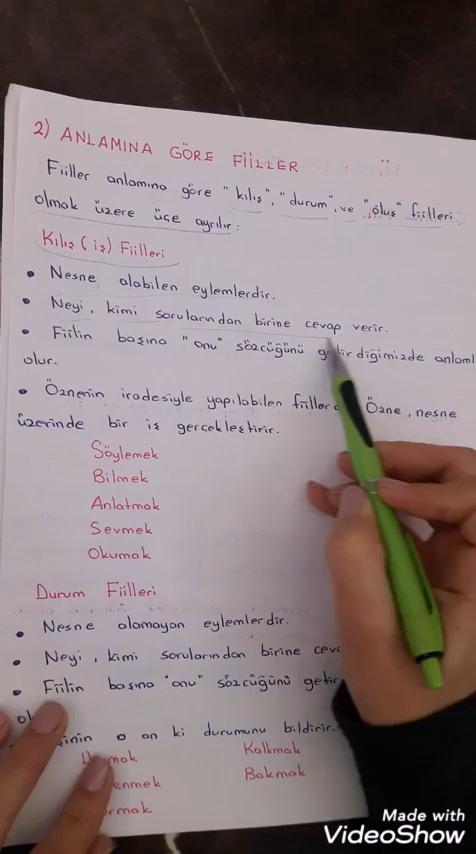 2) ANLAMINA GÖRE FİİLLER
Fiiller anlamına göre "kılış", "durum", ve "oluş" fiilleri
olmak üzere üçe ayrılır:
Kılış (iş) Fiilleri
• Nesne alabilen eylemlerdir.
• Neyi, kimi sorularından birine cevap verir.
• Fiilin başına "onu" sözcüğünü diğimizde anlaml
olur.
• Öznenin iradesiyle yapılabilen Özne, nesne
üzerinde bir iş gerçekleştirir.
Söylemek
Bilmek
Anlatmak
Sevmek
Okumak
Durum Fiilleri
• Nesne alamayan eylemlerdir.
• Neyi, kimi sorularından birine
• Fiilin başına "onu" sözcüğünü
o an ki durumunu bildirir.
Kalkmak
Bakmak
Made with
VideoShow